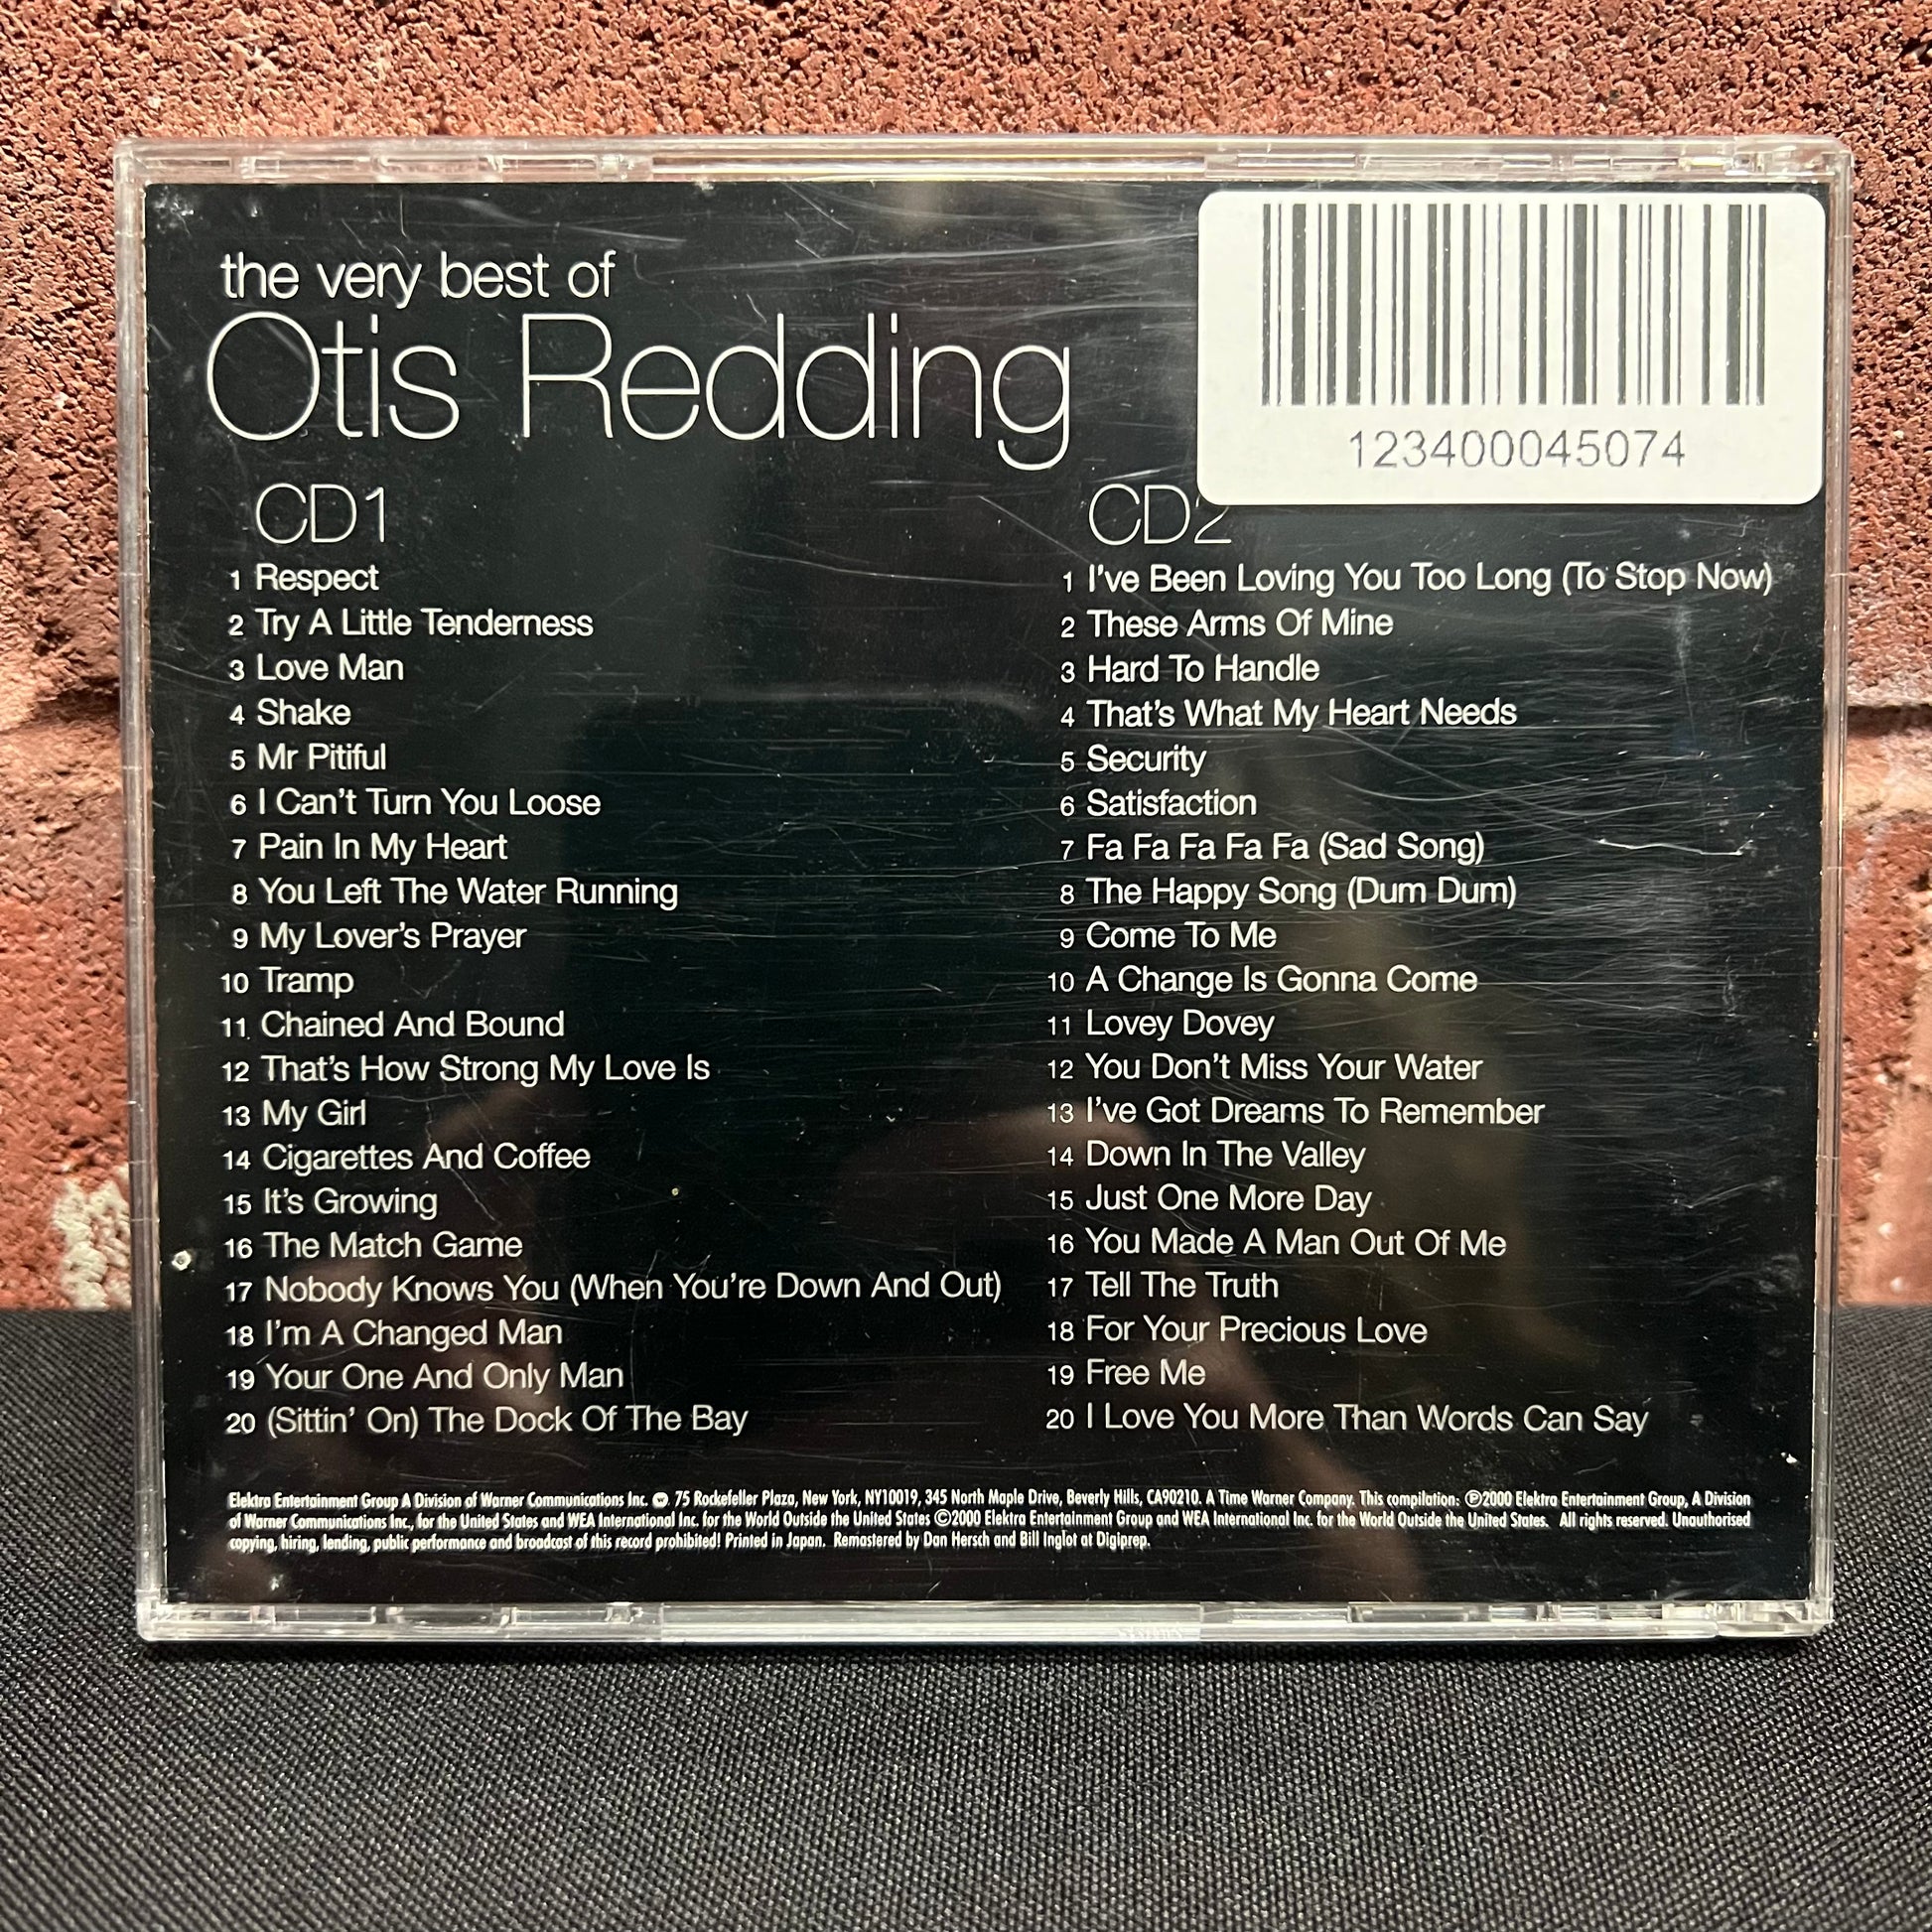 the very best of
Otis Redding
123400045074
CD1
1 Respect
2 Try A Little Tenderness
3 Love Man
4 Shake
5 Mr Pitiful
6 I Can't Turn You Loose
7 Pain In My Heart
8 You Left The Water Running
9 My Lover's Prayer
10 Tramp
11 Chained And Bound
12 That's How Strong My Love Is
13 My Girl
14 Cigarettes And Coffee
15 It's Growing
16 The Match Game
17 Nobody Knows You (When You're Down And Out)
18 I'm A Changed Man
19 Your One And Only Man
20 (Sittin' On) The Dock Of The Bay
CD2
1 I've Been Loving You Too Long (To Stop Now)
2 These Arms Of Mine
3 Hard To Handle
4 That's What My Heart Needs
5 Security
6 Satisfaction
7 Fa Fa Fa Fa Fa (Sad Song)
8 The Happy Song (Dum Dum)
9 Come To Me
10 A Change Is Gonna Come
11 Lovey Dovey
12 You Don't Miss Your Water
13 I've Got Dreams To Remember
14 Down In The Valley
15 Just One More Day
16 You Made A Man Out Of Me
17 Tell The Truth
18 For Your Precious Love
19 Free Me
20 I Love You More Than Words Can Say
Elektra Entertainment Group A Division of Warner Communications Inc. 75 Rockefeller Plaza, New York, NY10019, 345 North Maple Drive, Beverly Hills, CA90210. A Time Warner Company. This compilation: ℗2000 Elektra Entertainment Group, A Division
of Warner Communications Inc., for the United States and WEA International Inc. for the World Outside the United States ©2000 Elektra Entertainment Group and WEA International Inc. for the World Outside the United States. All rights reserved. Unauthorised
copying, hiring, lending, public performance and broadcast of this record prohibited! Printed in Japan. Remastered by Dan Hersch and Bill Inglot at Digiprep.